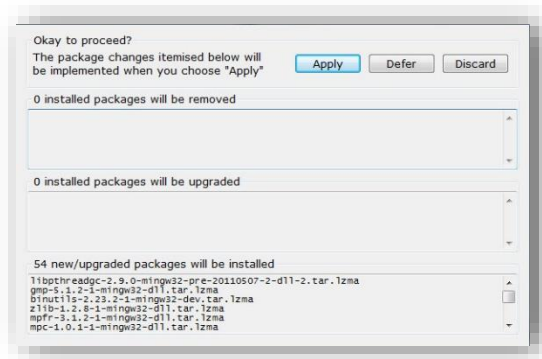 Okay to proceed?
The package changes itemised below will
be implemented when you choose "Apply"
Apply
Defer
Discard
0 installed packages will be removed
0 installed packages will be upgraded
54 new/upgraded packages will be installed
libpthreadgc-2.9.0-mingw32-pre-20110507-2-dll-2.tar.lzma
gmp-5.1.2-1-mingw32-dll.tar.lzma
binutils-2.23.2-1-mingw32-dev.tar.lzma
zlib-1.2.8-1-mingw32-dll.tar.lzma
mpfr-3.1.2-1-mingw32-dll.tar.lzma
mpc-1.0.1-1-mingw32-dll.tar.lzma